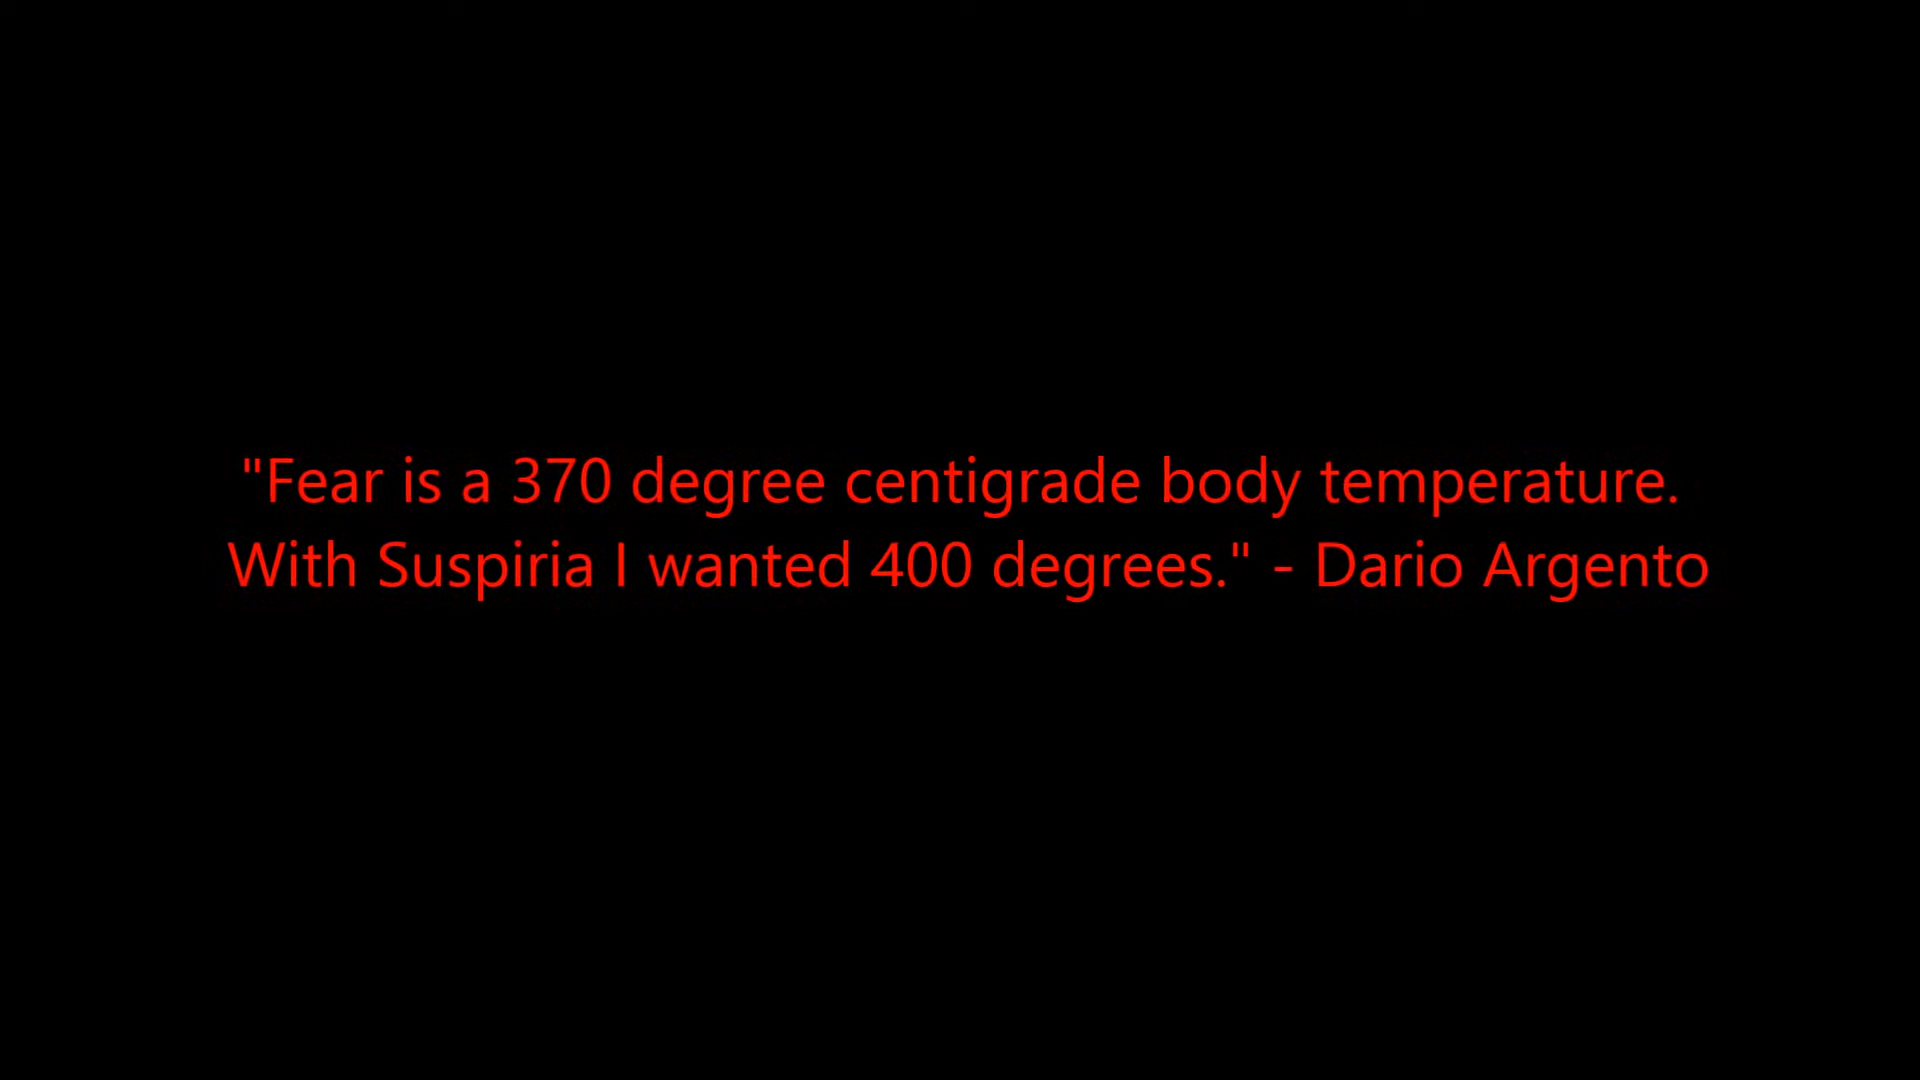 "Fear is a 370 degree centigrade body temperature.
With Suspiria I wanted 400 degrees." - Dario Argento